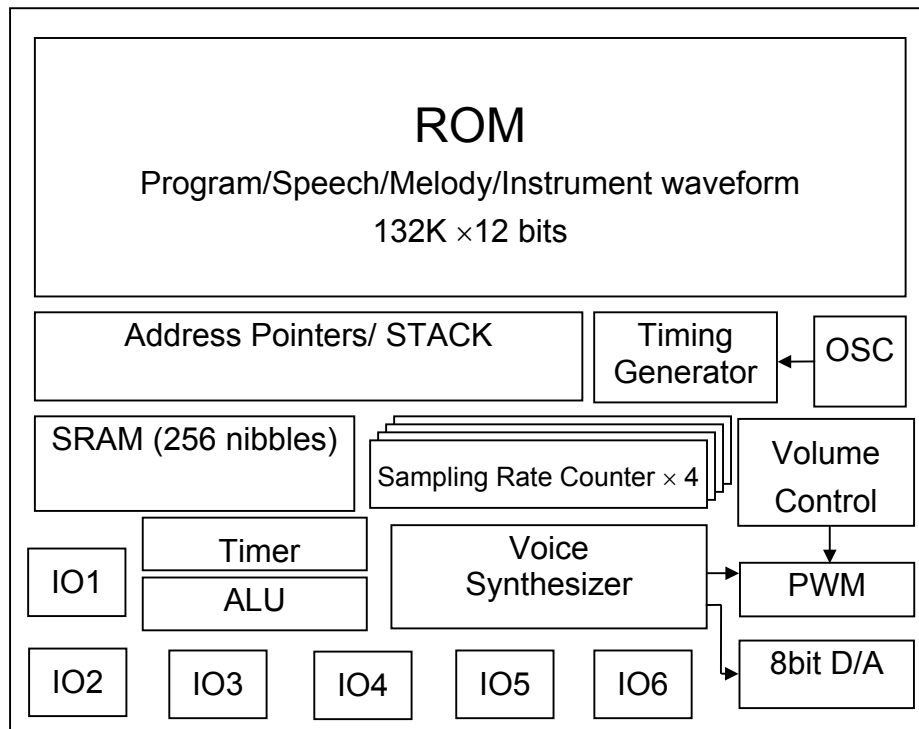 ROM
Program/Speech/Melody/Instrument waveform
132K ×12 bits
Address Pointers/ STACK
Timing
Generator
OSC
SRAM (256 nibbles)
Sampling Rate Counter × 4
Volume
Control
Timer
Voice
Synthesizer
IO1
ALU
PWM
IO2
IO3
IO4
IO5
IO6
8bit D/A